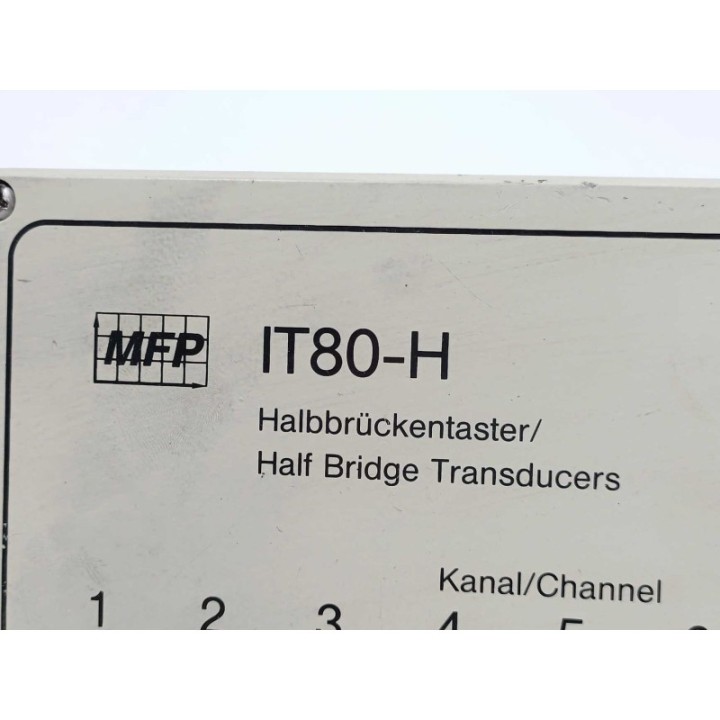 MFP
IT80-H
Halbbrückentaster/
Half Bridge Transducers
Kanal/Channel
1 2 3 4 5